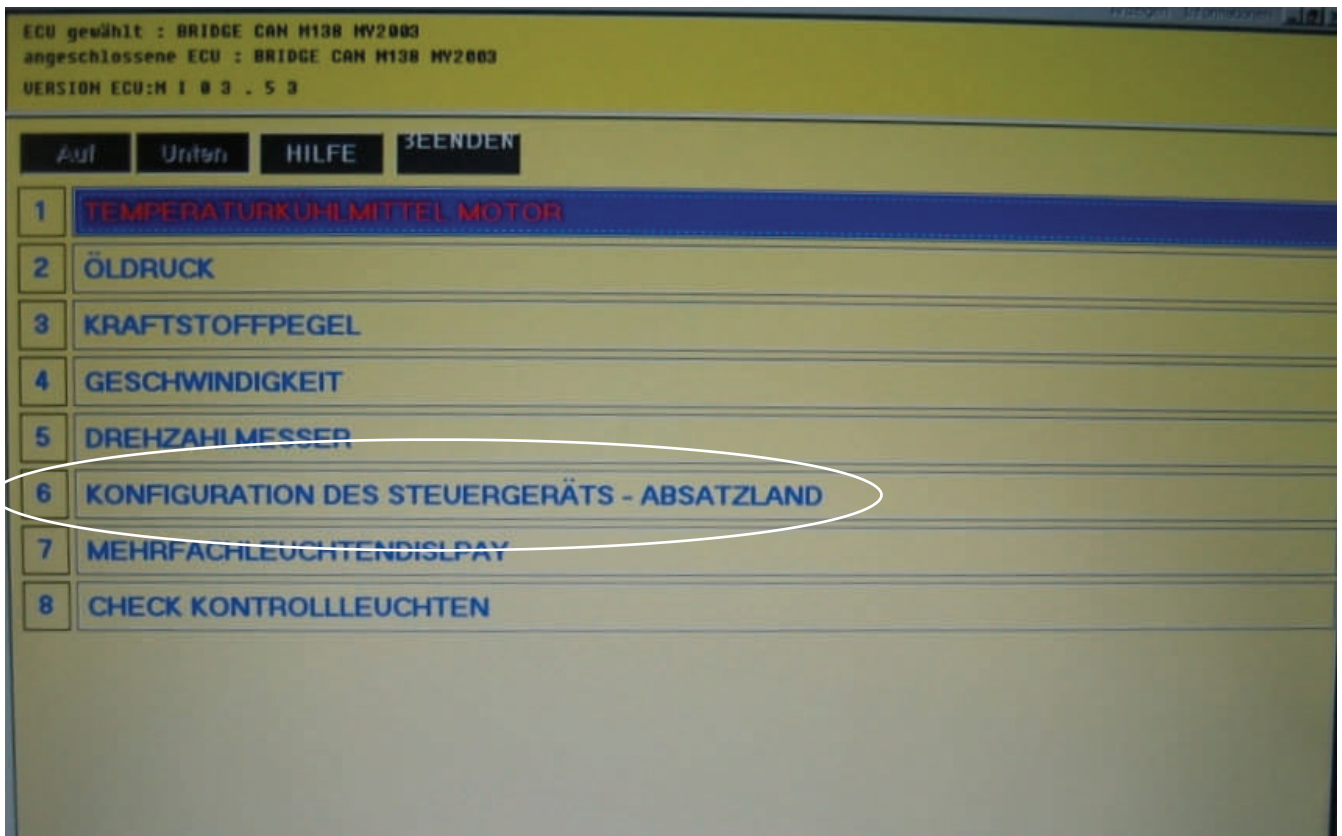 Anzeigen Informationen
ECU gewählt : BRIDGE CAN M138 MY2003
angeschlossene ECU : BRIDGE CAN M138 MY2003
VERSION ECU:M I 0 3 . 5 3
Auf Unten HILFE BEENDEN
1 TEMPERATURKÜHLMITTEL MOTOR
2 ÖLDRUCK
3 KRAFTSTOFFPEGEL
4 GESCHWINDIGKEIT
5 DREHZAHLMESSER
6 KONFIGURATION DES STEUERGERÄTS - ABSATZLAND
7 MEHRFACHLEUCHTENDISLPAY
8 CHECK KONTROLLLEUCHTEN